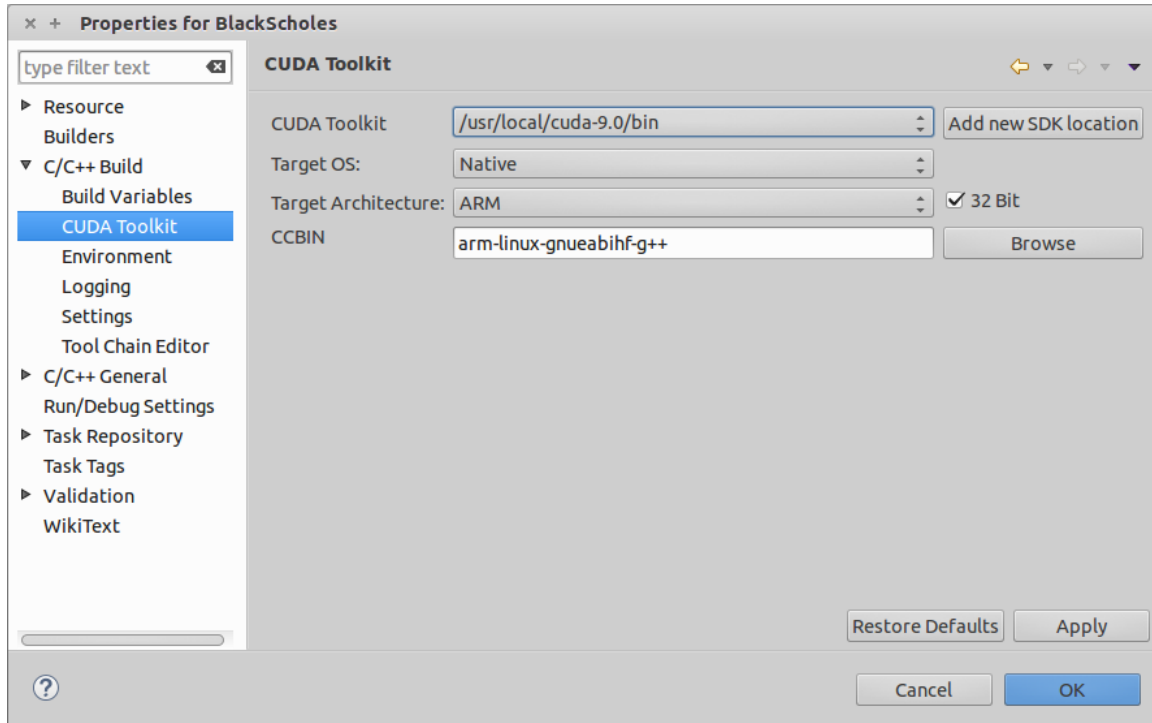 Properties for BlackScholes
type filter text
CUDA Toolkit
Resource
Builders
C/C++ Build
Build Variables
CUDA Toolkit
Environment
Logging
Settings
Tool Chain Editor
C/C++ General
Run/Debug Settings
Task Repository
Task Tags
Validation
WikiText
CUDA Toolkit /usr/local/cuda-9.0/bin Add new SDK location
Target OS: Native
Target Architecture: ARM 32 Bit
CCBIN arm-linux-gnueabihf-g++ Browse
Restore Defaults Apply
Cancel OK